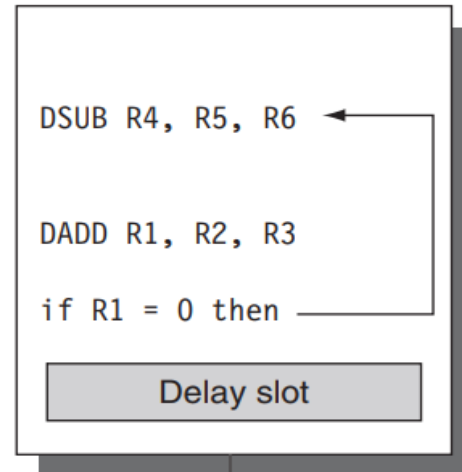 DSUB R4, R5, R6
DADD R1, R2, R3
if R1 = 0 then
Delay slot